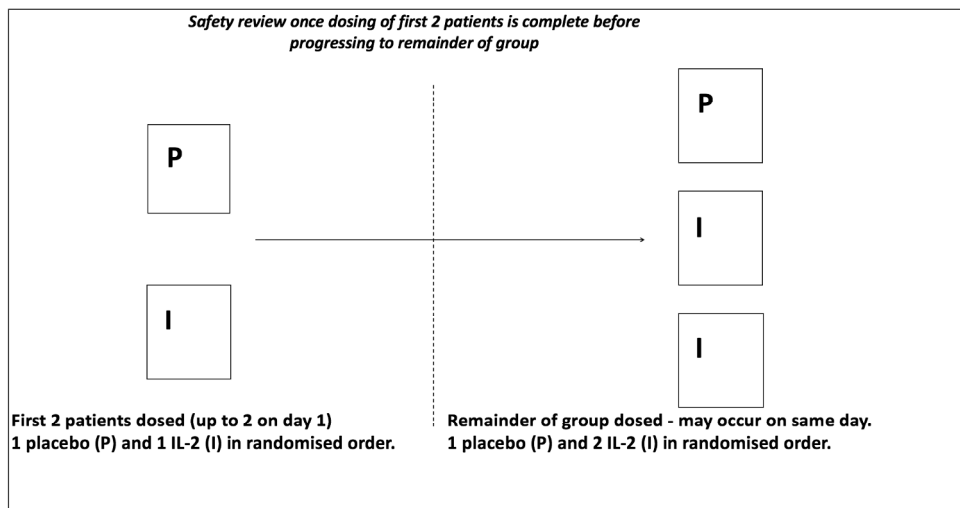 Safety review once dosing of first 2 patients is complete before
progressing to remainder of group
P
I
P
I
I
First 2 patients dosed (up to 2 on day 1)
1 placebo (P) and 1 IL-2 (I) in randomised order.
Remainder of group dosed - may occur on same day.
1 placebo (P) and 2 IL-2 (I) in randomised order.